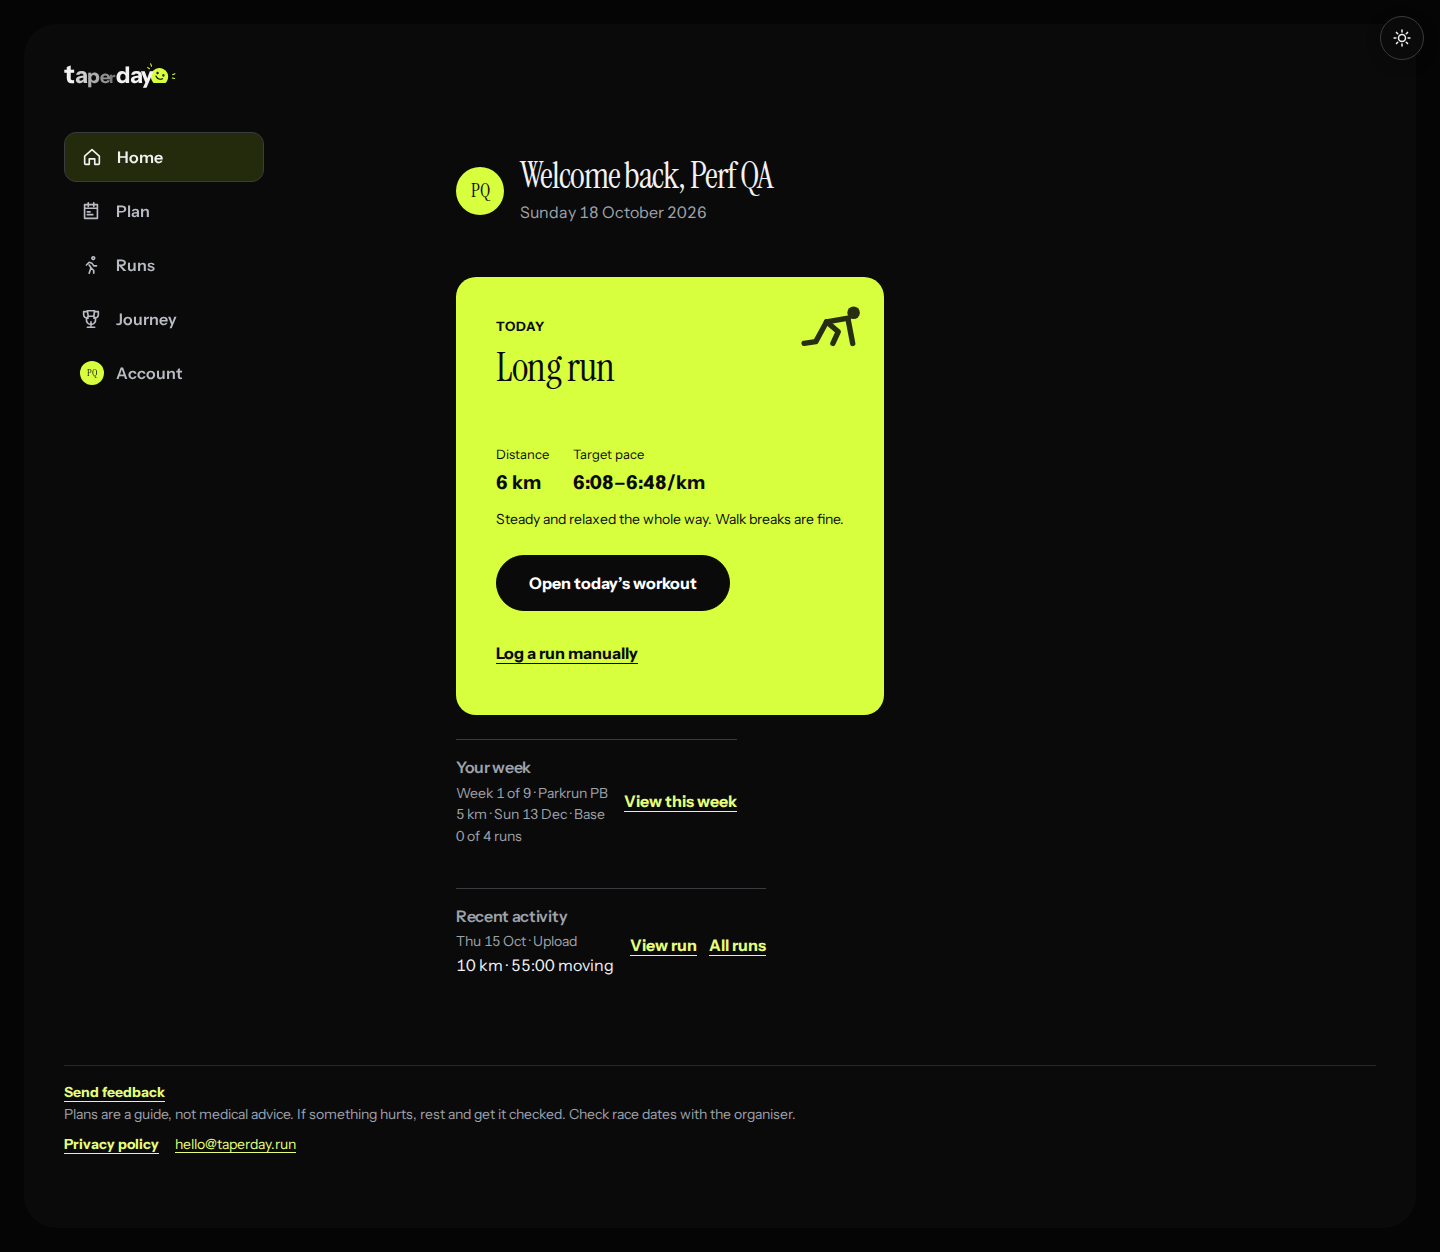 taperday
Home
Plan
Runs
Journey
PQ Account
PQ
Welcome back, Perf QA
Sunday 18 October 2026
TODAY
Long run
Distance Target pace
6 km 6:08–6:48/km
Steady and relaxed the whole way. Walk breaks are fine.
Open today’s workout
Log a run manually
Your week
Week 1 of 9 · Parkrun PB
5 km · Sun 13 Dec · Base
0 of 4 runs
View this week
Recent activity
Thu 15 Oct · Upload
10 km · 55:00 moving
View run All runs
Send feedback
Plans are a guide, not medical advice. If something hurts, rest and get it checked. Check race dates with the organiser.
Privacy policy hello@taperday.run